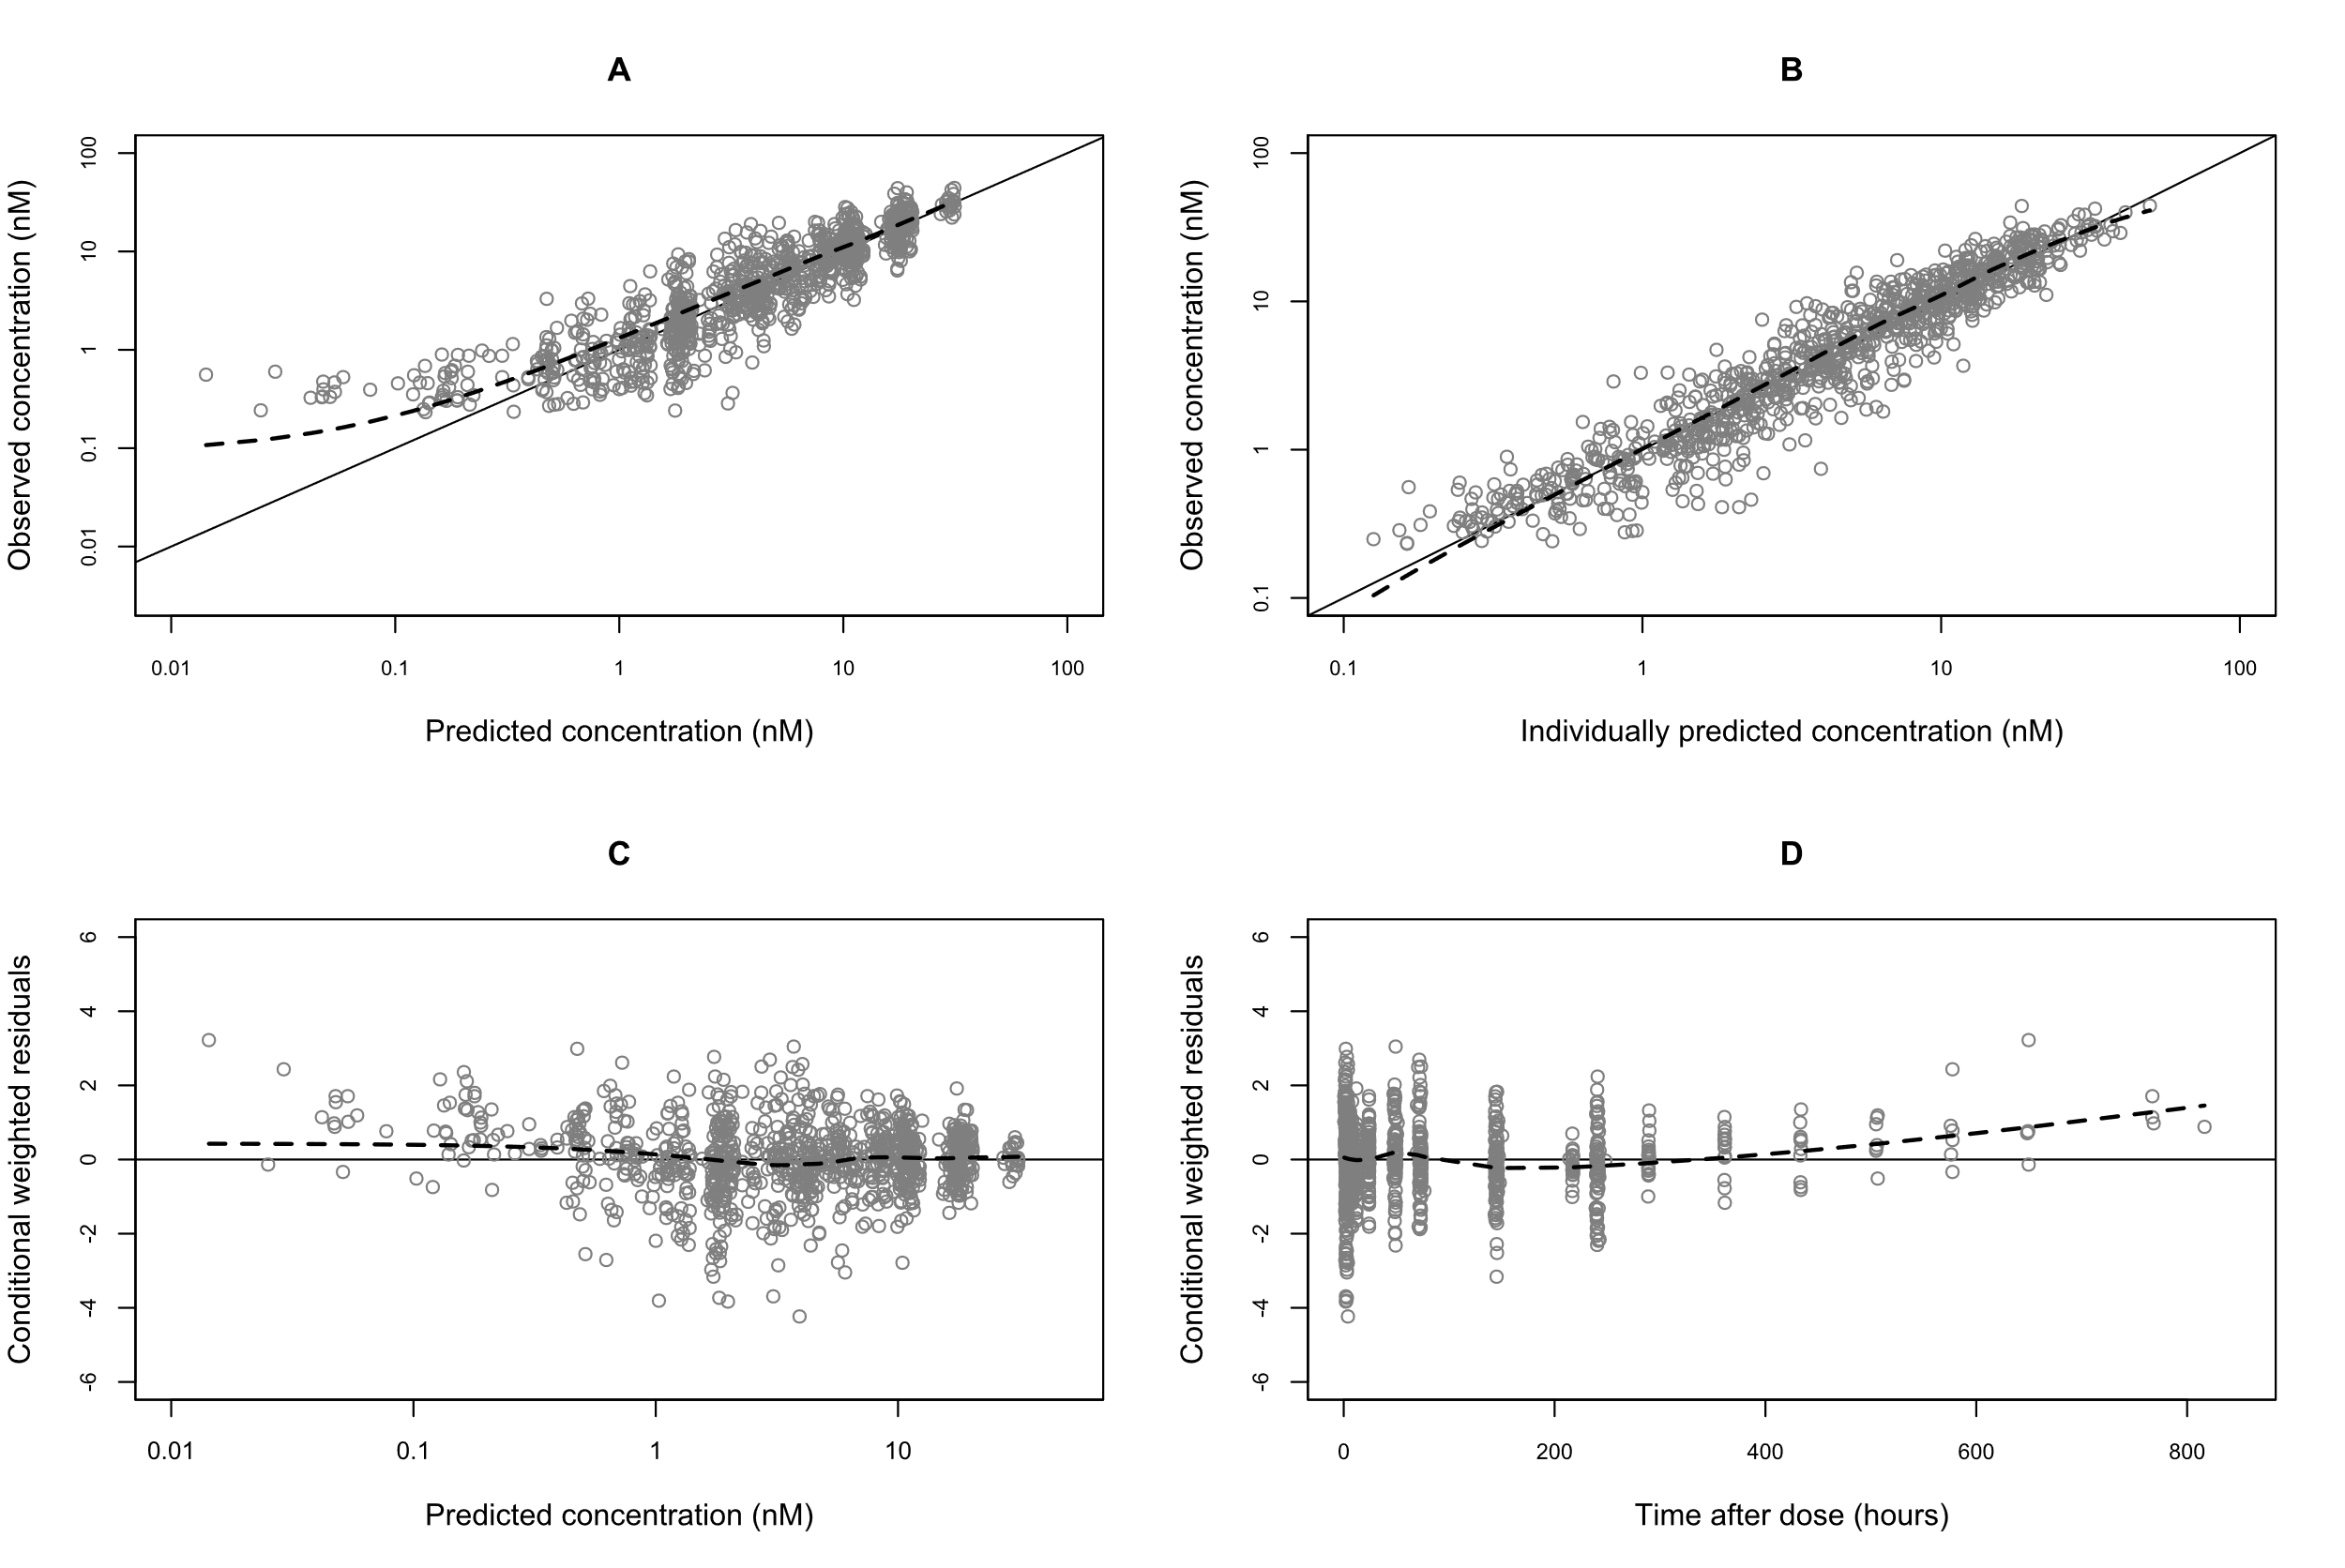 A
Observed concentration (nM)
100
10
1
0.1
0.01
0.01 0.1 1 10 100
Predicted concentration (nM)
B
Observed concentration (nM)
100
10
1
0.1
0.1 1 10 100
Individually predicted concentration (nM)
C
Conditional weighted residuals
6
4
2
0
-2
-4
-6
0.01 0.1 1 10
Predicted concentration (nM)
D
Conditional weighted residuals
6
4
2
0
-2
-4
-6
0 200 400 600 800
Time after dose (hours)